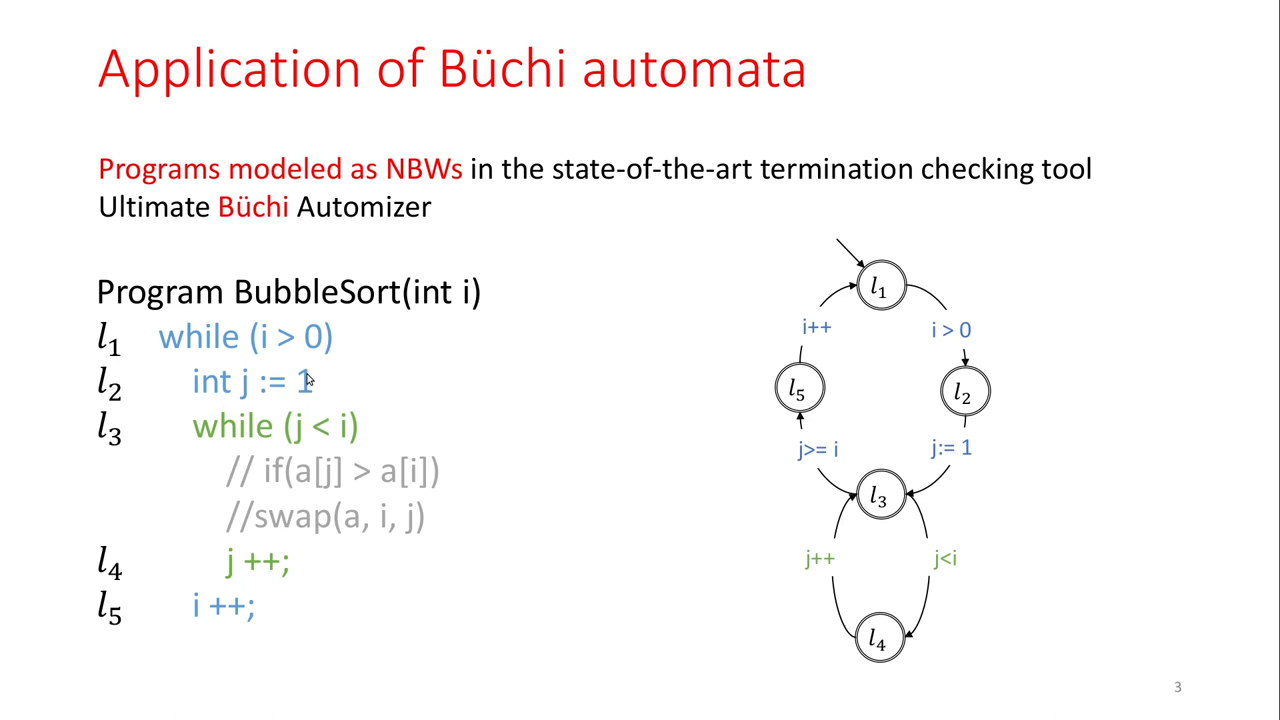 Application of Büchi automata
Programs modeled as NBWs in the state-of-the-art termination checking tool
Ultimate Büchi Automizer
Program BubbleSort(int i)
l1 while (i > 0)
l2 int j := 1
l3 while (j < i)
// if(a[j] > a[i])
//swap(a, i, j)
l4 j ++;
l5 i ++;
l1
i++ i > 0
l5 l2
j>= i j:= 1
l3
j++ j<i
l4
3